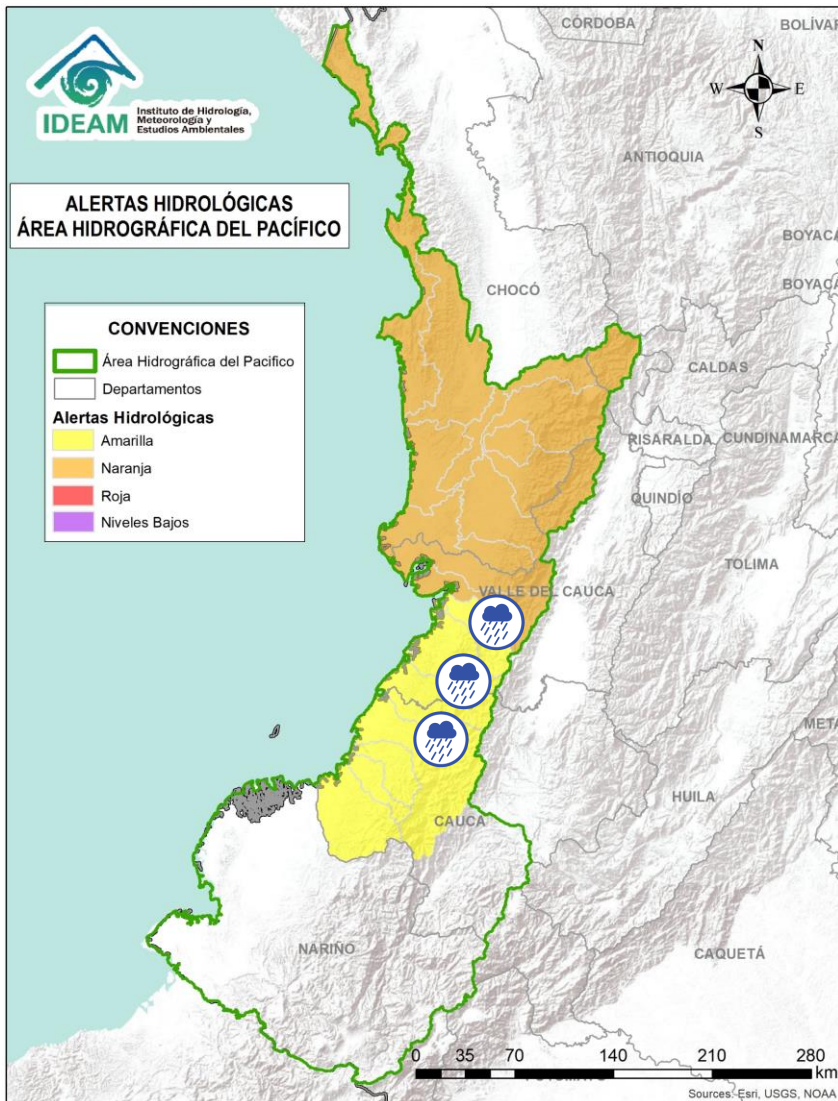 CÓRDOBA
BOLÍVAR
N
W E
S
IDEAM
Instituto de Hidrología,
Meteorología y
Estudios Ambientales
ANTIOQUIA
ALERTAS HIDROLÓGICAS
ÁREA HIDROGRÁFICA DEL PACÍFICO
BOYACÁ
BOYACÁ
CHOCÓ
CONVENCIONES
Área Hidrográfica del Pacifico
Departamentos
Alertas Hidrológicas
Amarilla
Naranja
Roja
Niveles Bajos
CALDAS
RISARALDA
CUNDINAMARCA
QUINDÍO
TOLIMA
VALLE DEL CAUCA
META
HUILA
CAUCA
NARIÑO
CAQUETÁ
0 35 70 140 210 280
km
Sources: Esri, USGS, NOAA